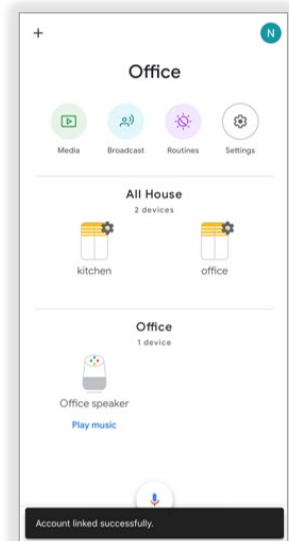 + N
Office
Media Broadcast Routines Settings
All House
2 devices
kitchen office
Office
1 device
Office speaker
Play music
Account linked successfully.